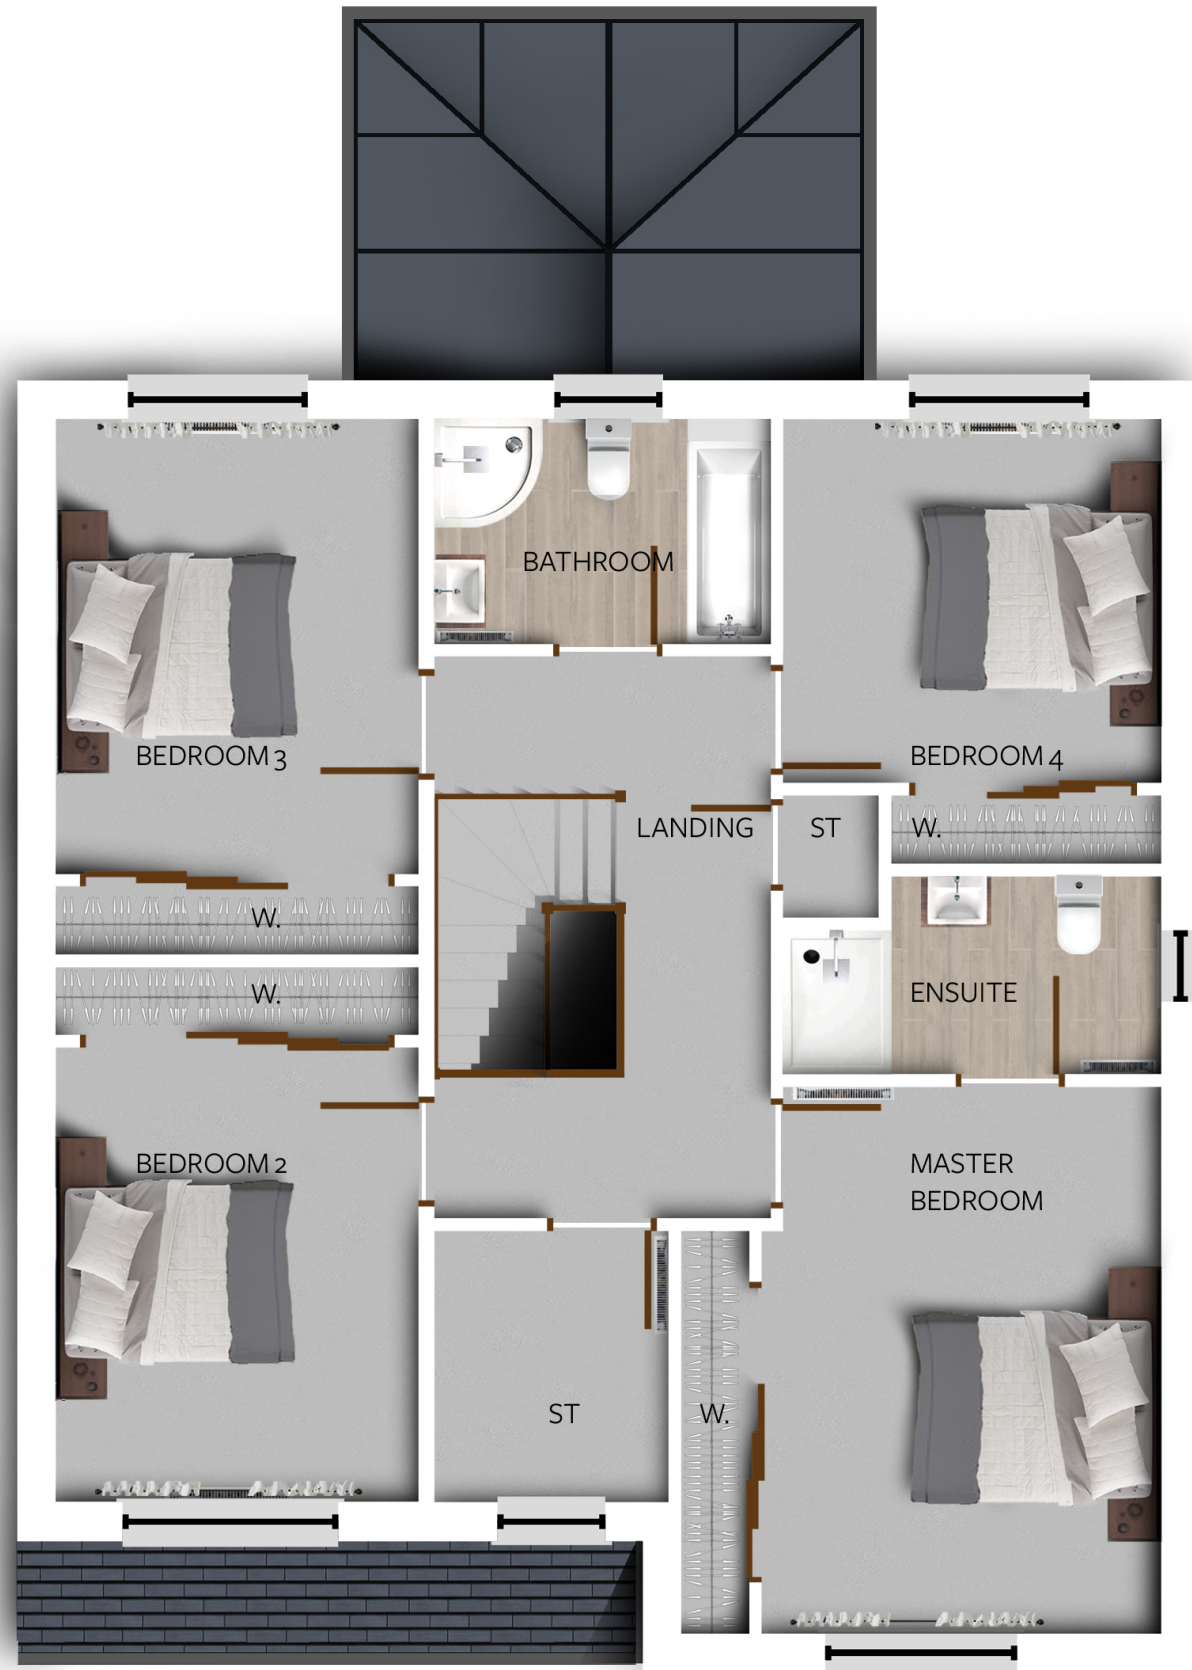 BATHROOM
BEDROOM 3
BEDROOM 4
LANDING
ST
W.
W.
W.
ENSUITE
BEDROOM 2
MASTER
BEDROOM
ST
W.